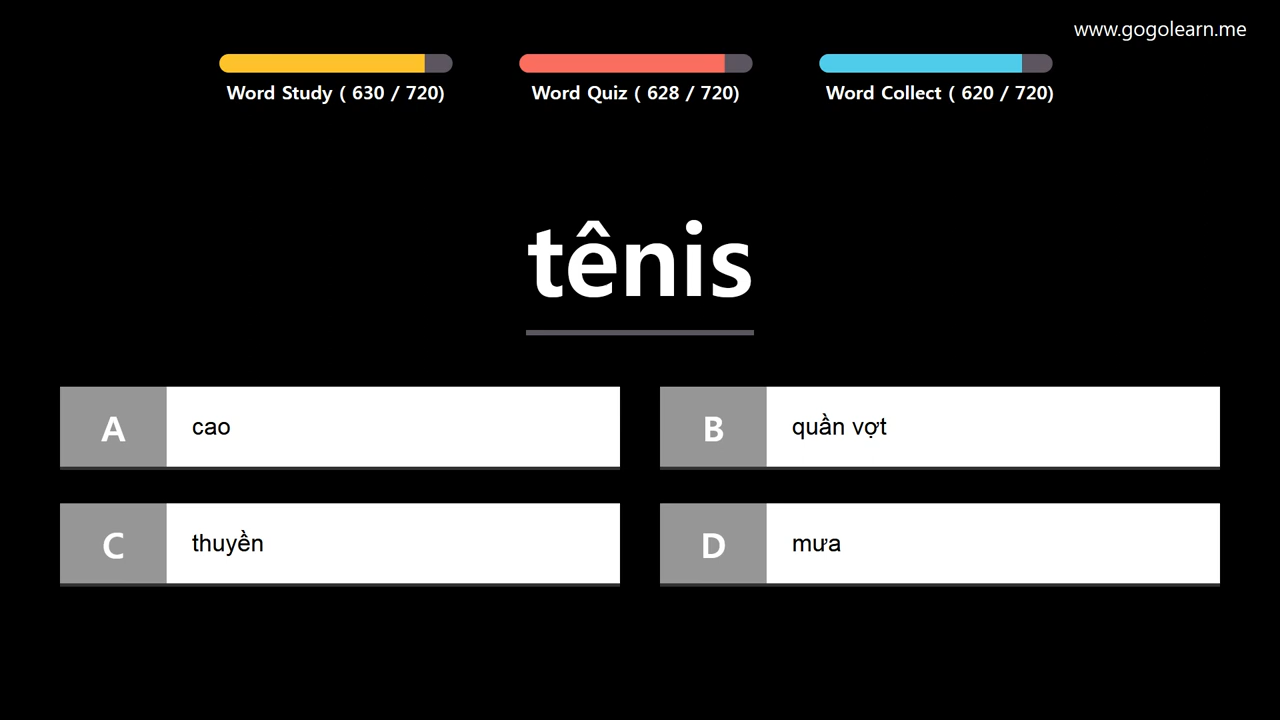 www.gogolearn.me
Word Study ( 630 / 720)
Word Quiz ( 628 / 720)
Word Collect ( 620 / 720)
tênis
A cao
B quần vợt
C thuyền
D mưa